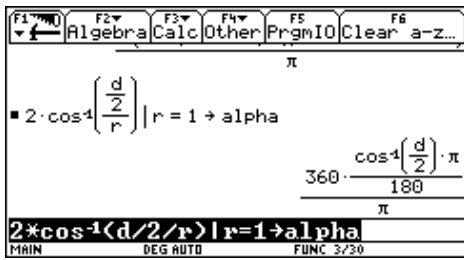 F1 F2 F3 F4 F5 F6
Algebra Calc Other PrgmIO Clear a-z…
π
■ 2·cos⁻¹((d/2)/r) | r = 1 → alpha
360·(cos⁻¹(d/2)·π/180)/π
2*cos⁻¹(d/2/r)|r=1→alpha
MAIN DEG AUTO FUNC 3/30